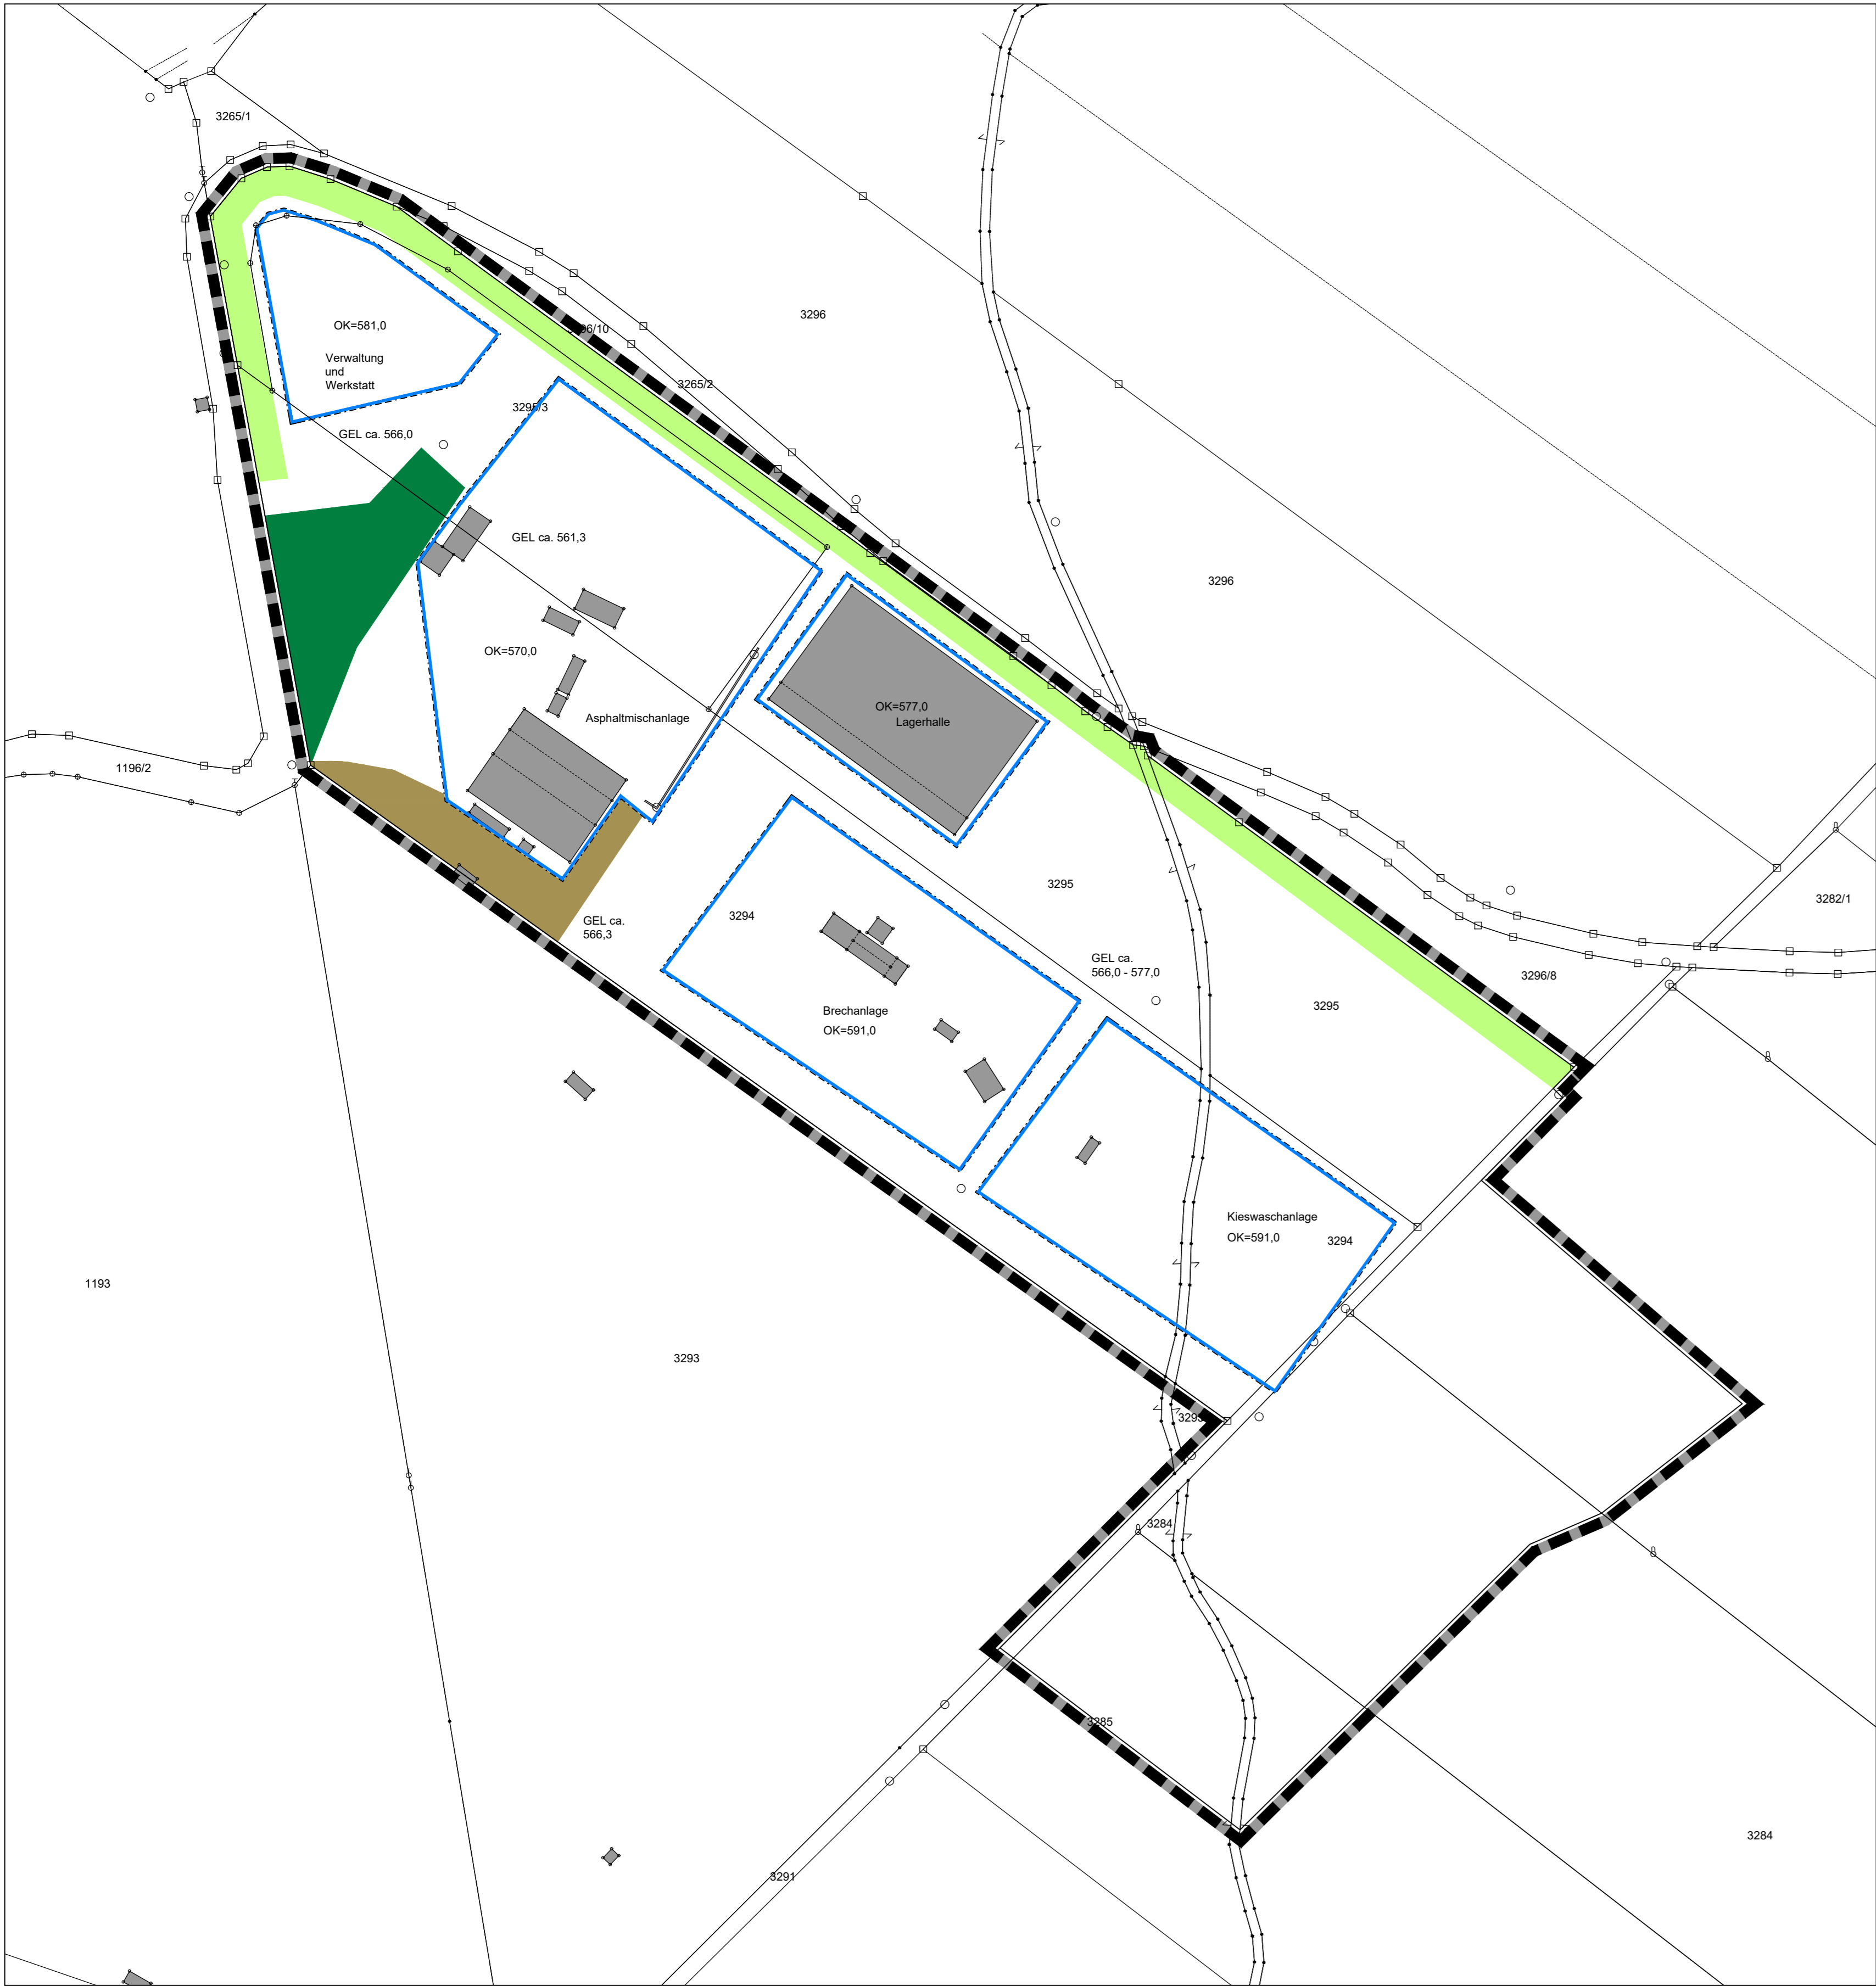 3265/1
3296
OK=581,0
3265/2
Verwaltung
und
Werkstatt
3295/3
GEL ca. 566,0
GEL ca. 561,3
3296
OK=570,0
OK=577,0
Lagerhalle
Asphaltmischanlage
1196/2
3295
3282/1
3294
GEL ca.
566,3
GEL ca.
566,0 - 577,0
3296/8
3295
Brechanlage
OK=591,0
Kieswaschanlage
OK=591,0
3294
1193
3293
3284
3285
3284
3291